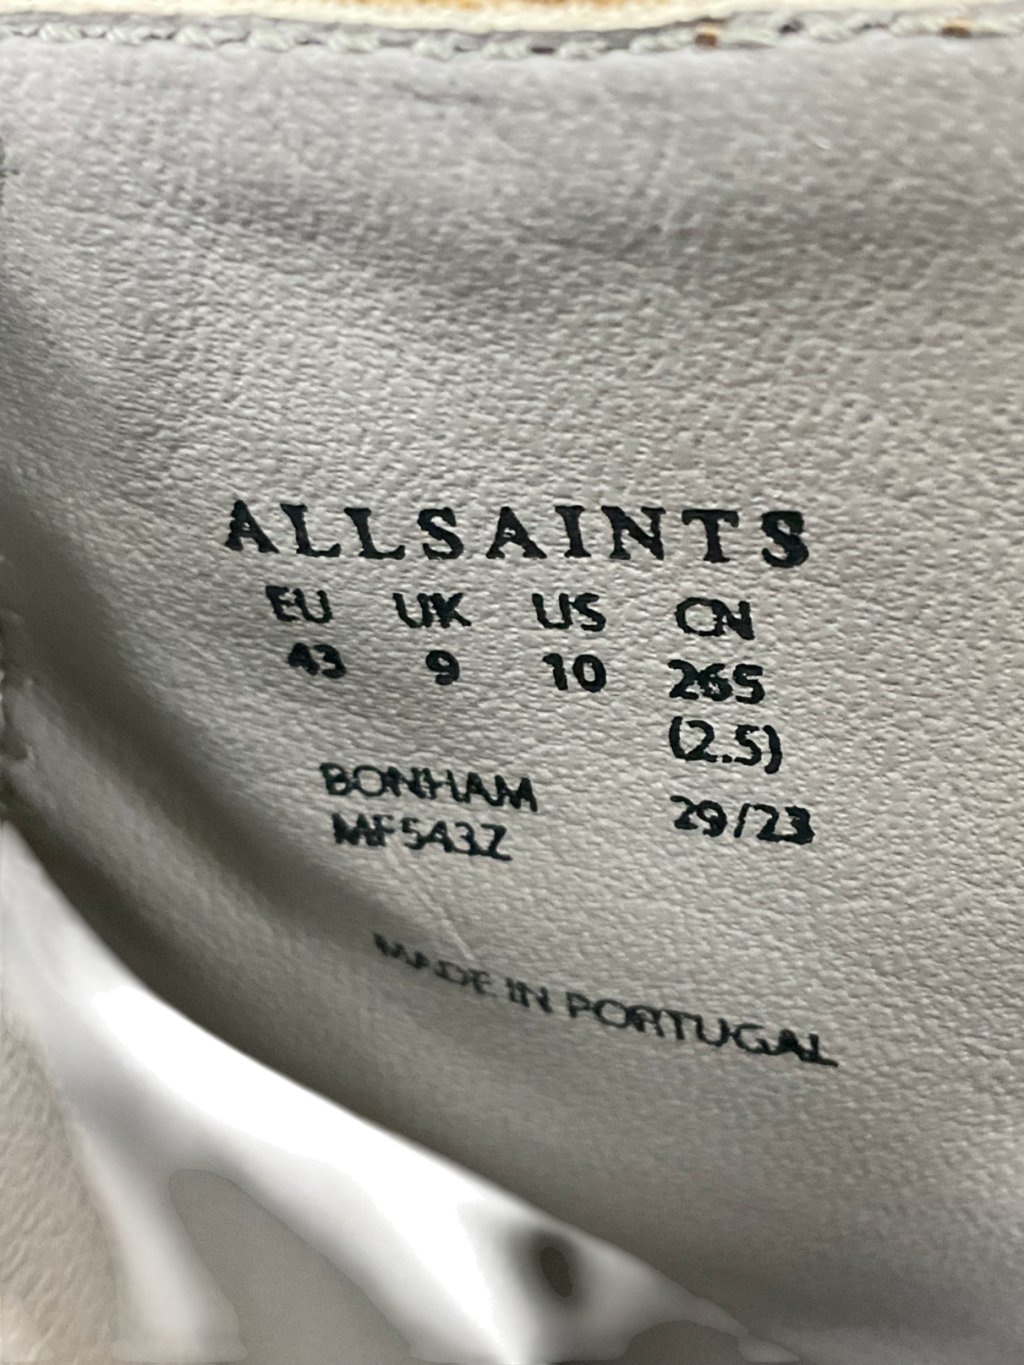 ALLSAINTS
EU UK US CN
43 9 10 265
(2.5)
BONHAM 29/23
MF543Z
MADE IN PORTUGAL